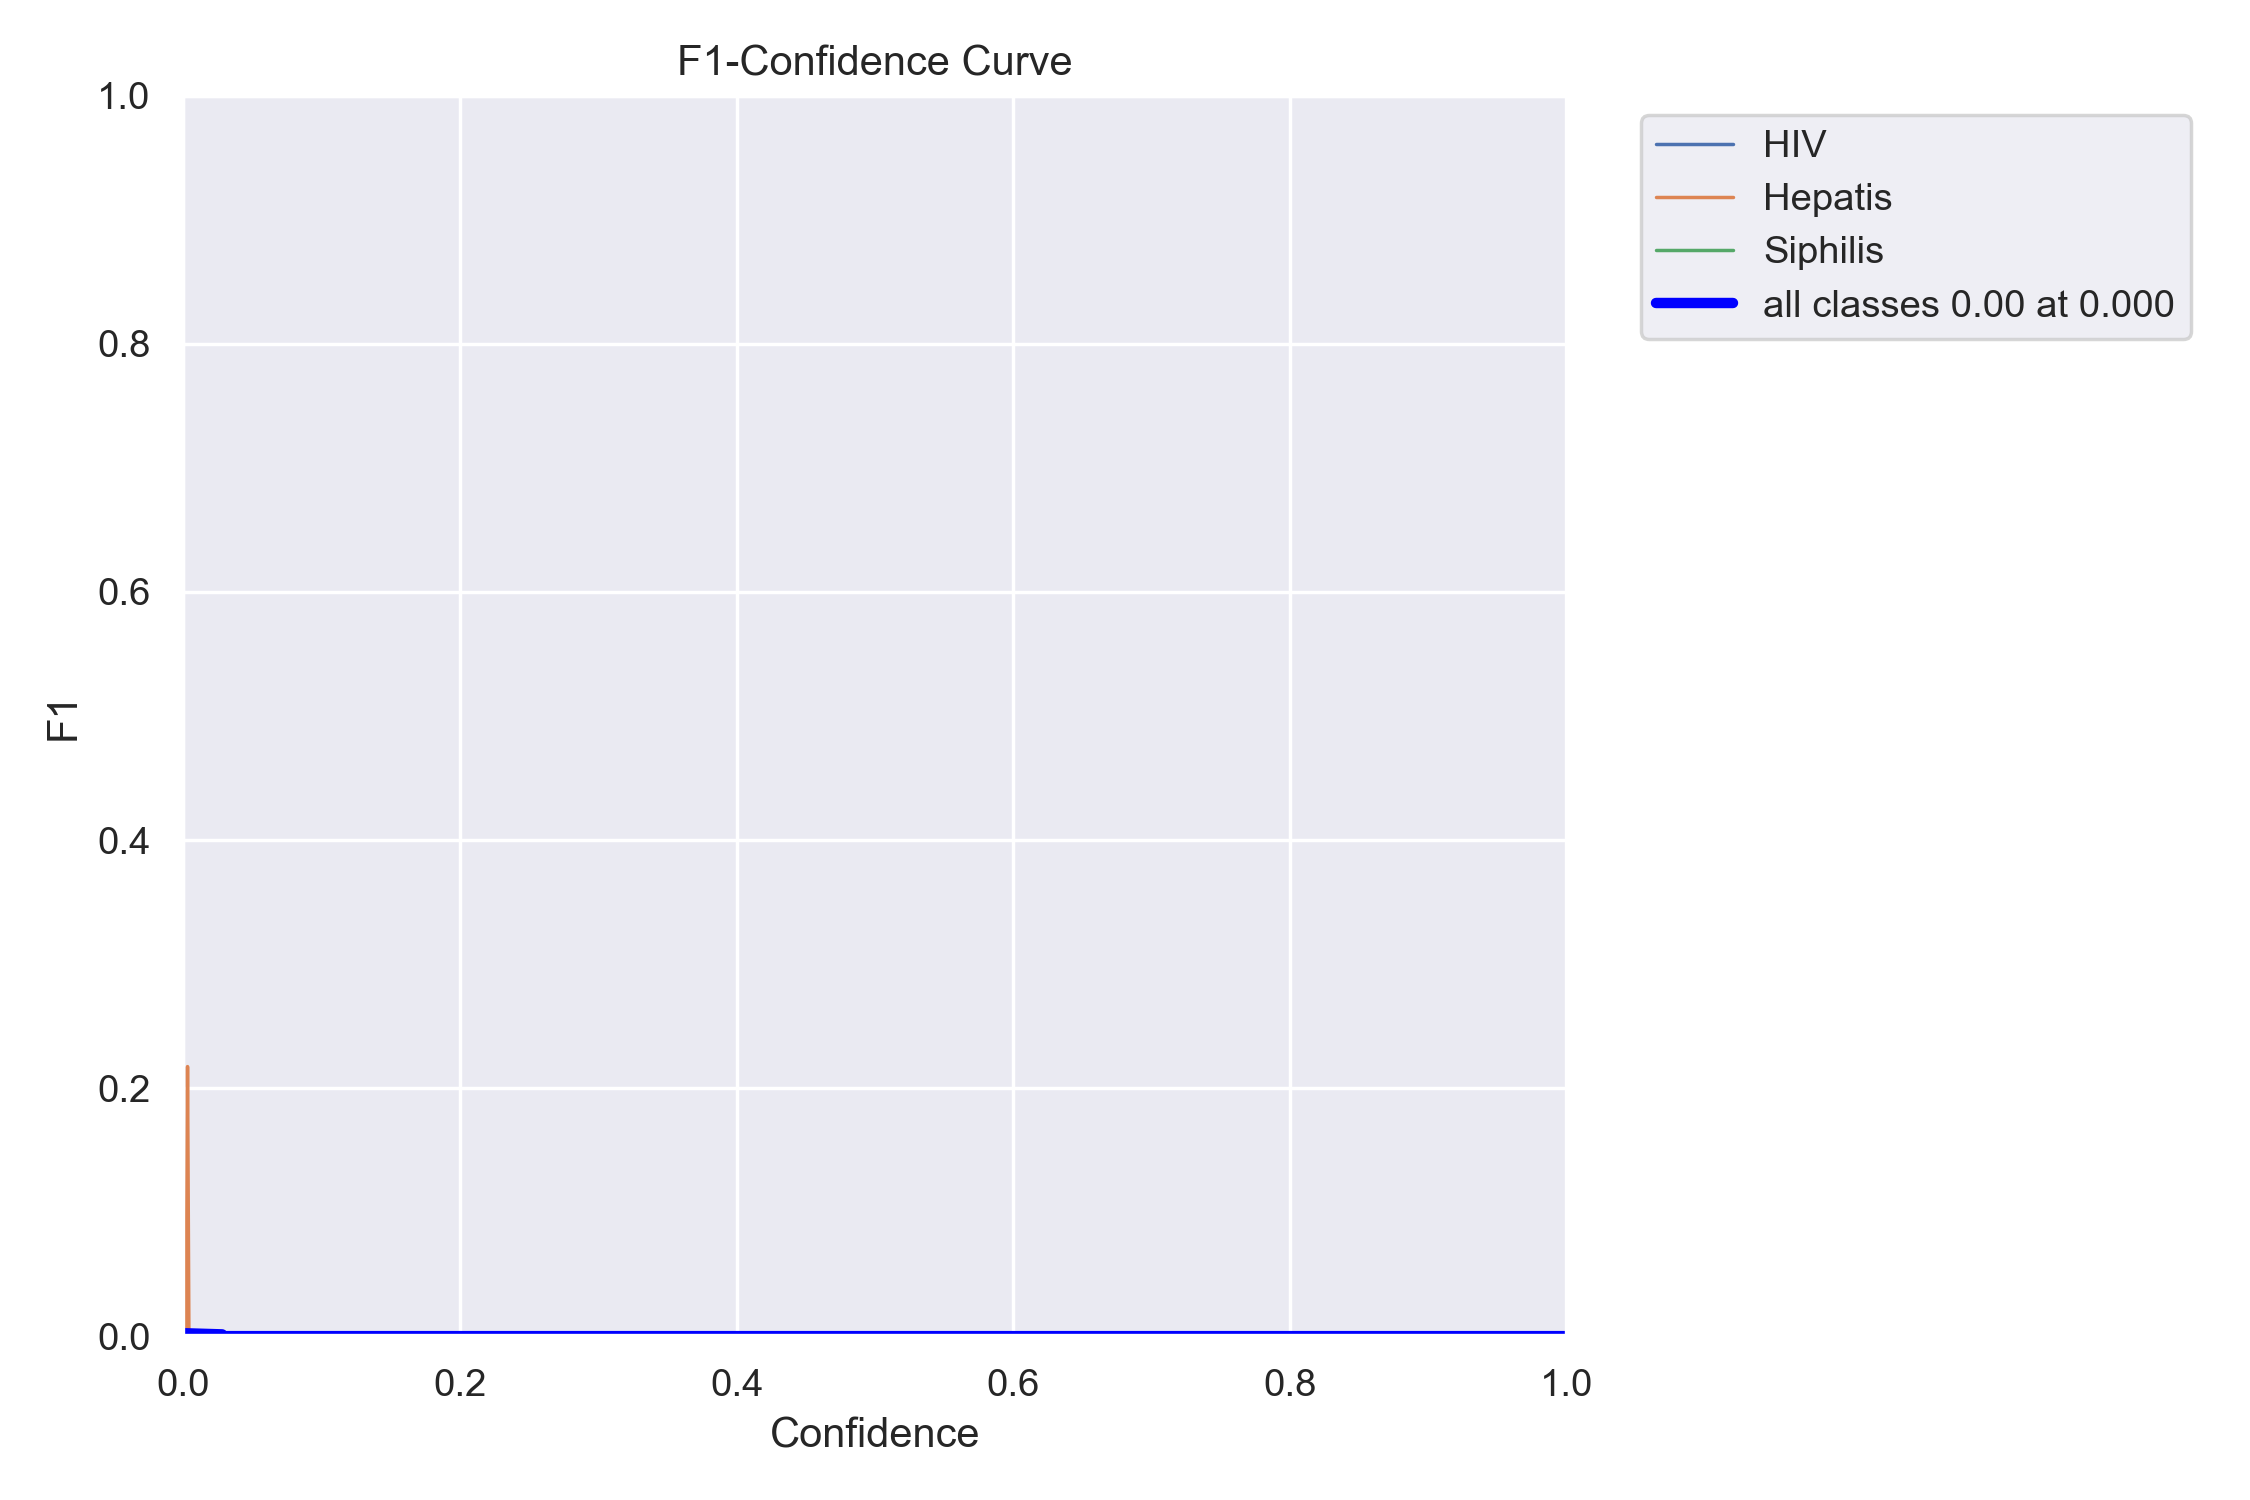 F1-Confidence Curve
1.0
0.8
0.6
0.4
0.2
0.0
F1
0.0 0.2 0.4 0.6 0.8 1.0
Confidence
HIV
Hepatis
Siphilis
all classes 0.00 at 0.000